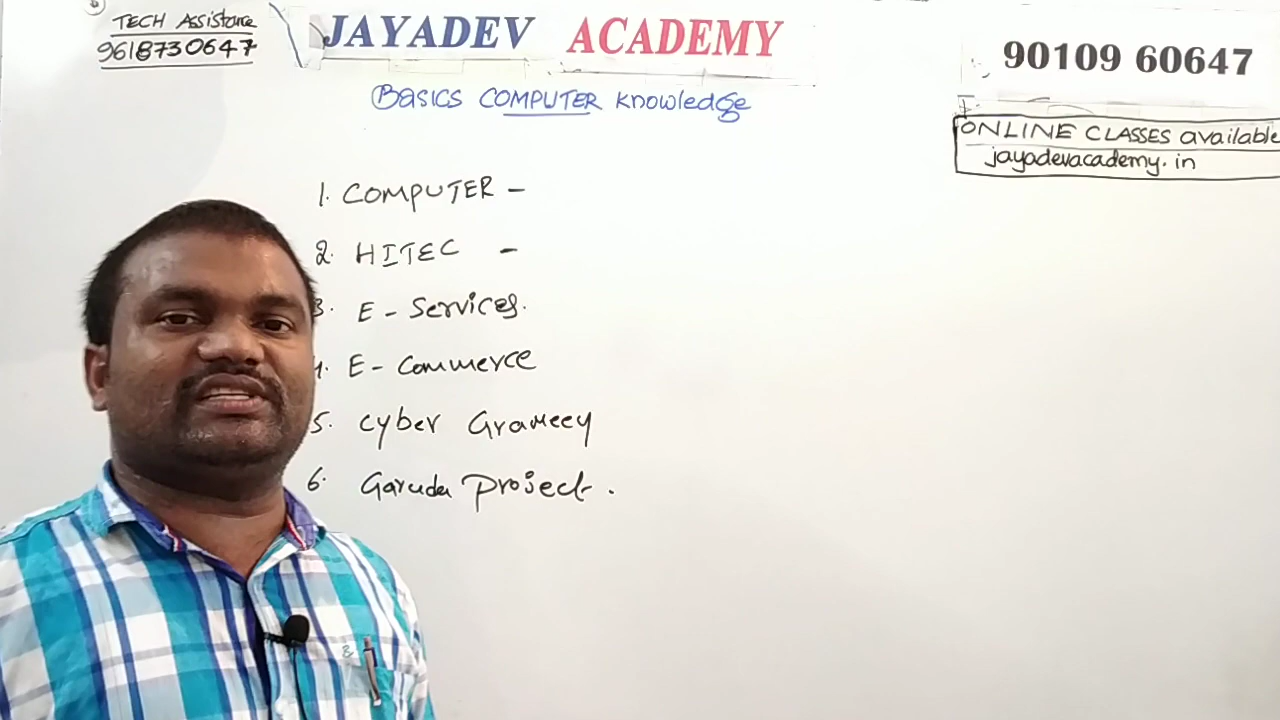 TECH Assistance
9618730647
JAYADEV ACADEMY
90109 60647
Basics COMPUTER Knowledge
ONLINE CLASSES available
jayadevacademy.in
1. COMPUTER -
2. HITEC -
3. E - Services.
4. E - Commerce
5. Cyber Grameey
6. Garuda Project.